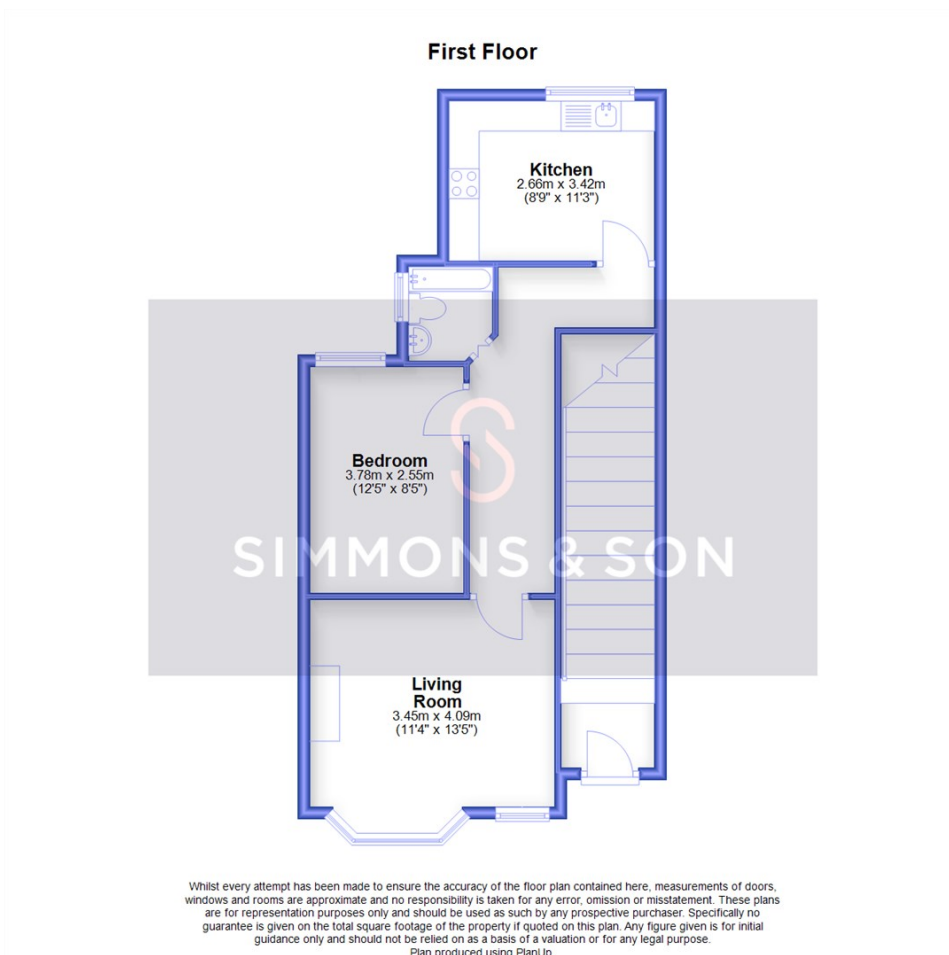 First Floor
Kitchen
2.66m x 3.42m
(8'9" x 11'3")
Bedroom
3.78m x 2.55m
(12'5" x 8'5")
SIMMONS & SON
Living
Room
3.45m x 4.09m
(11'4" x 13'5")
Whilst every attempt has been made to ensure the accuracy of the floor plan contained here, measurements of doors,
windows and rooms are approximate and no responsibility is taken for any error, omission or misstatement. These plans
are for representation purposes only and should be used as such by any prospective purchaser. Specifically no
guarantee is given on the total square footage of the property if quoted on this plan. Any figure given is for initial
guidance only and should not be relied on as a basis of a valuation or for any legal purpose.
Plan produced using PlanUp.